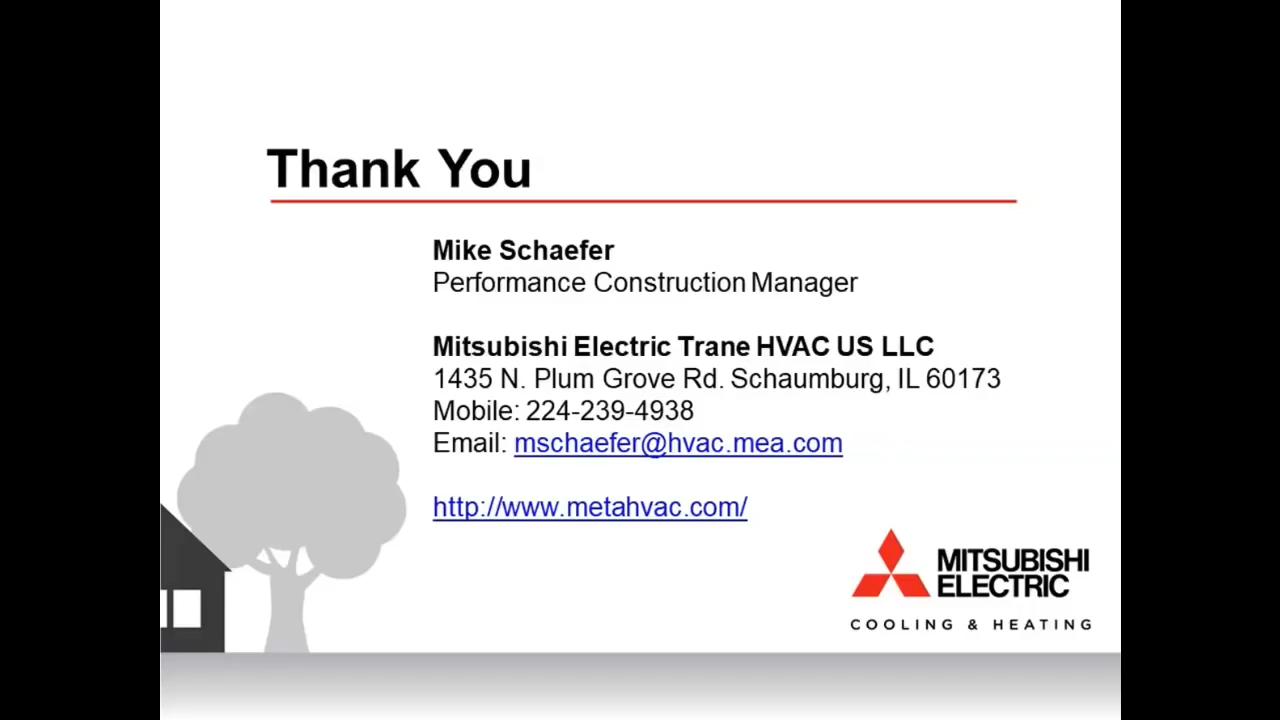 Thank You
Mike Schaefer
Performance Construction Manager
Mitsubishi Electric Trane HVAC US LLC
1435 N. Plum Grove Rd. Schaumburg, IL 60173
Mobile: 224-239-4938
Email: mschaefer@hvac.mea.com
http://www.metahvac.com/
MITSUBISHI
ELECTRIC
COOLING & HEATING